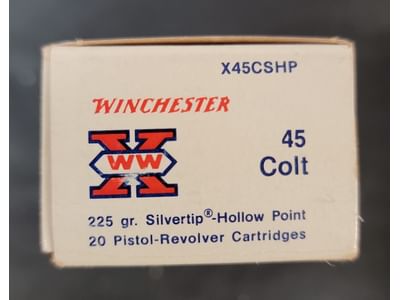 X45CSHP
WINCHESTER
WW
45
Colt
225 gr. Silvertip®-Hollow Point
20 Pistol-Revolver Cartridges